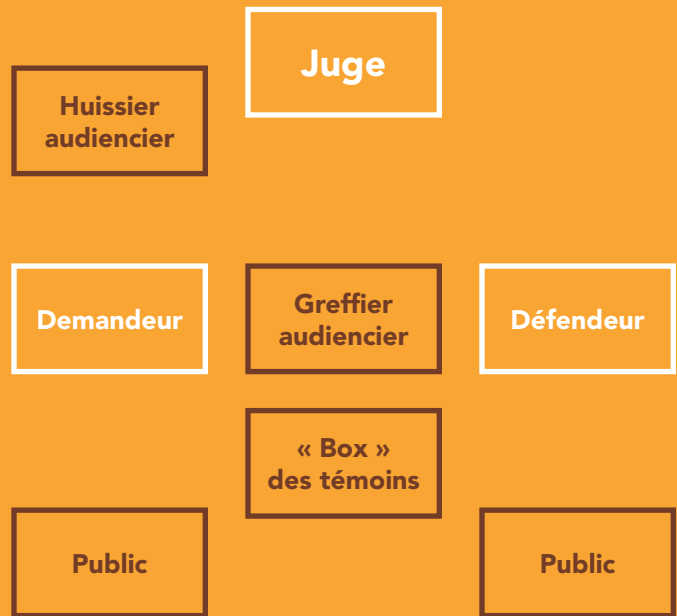 Juge
Huissier
audiencier
Demandeur
Greffier
audiencier
Défendeur
« Box »
des témoins
Public
Public